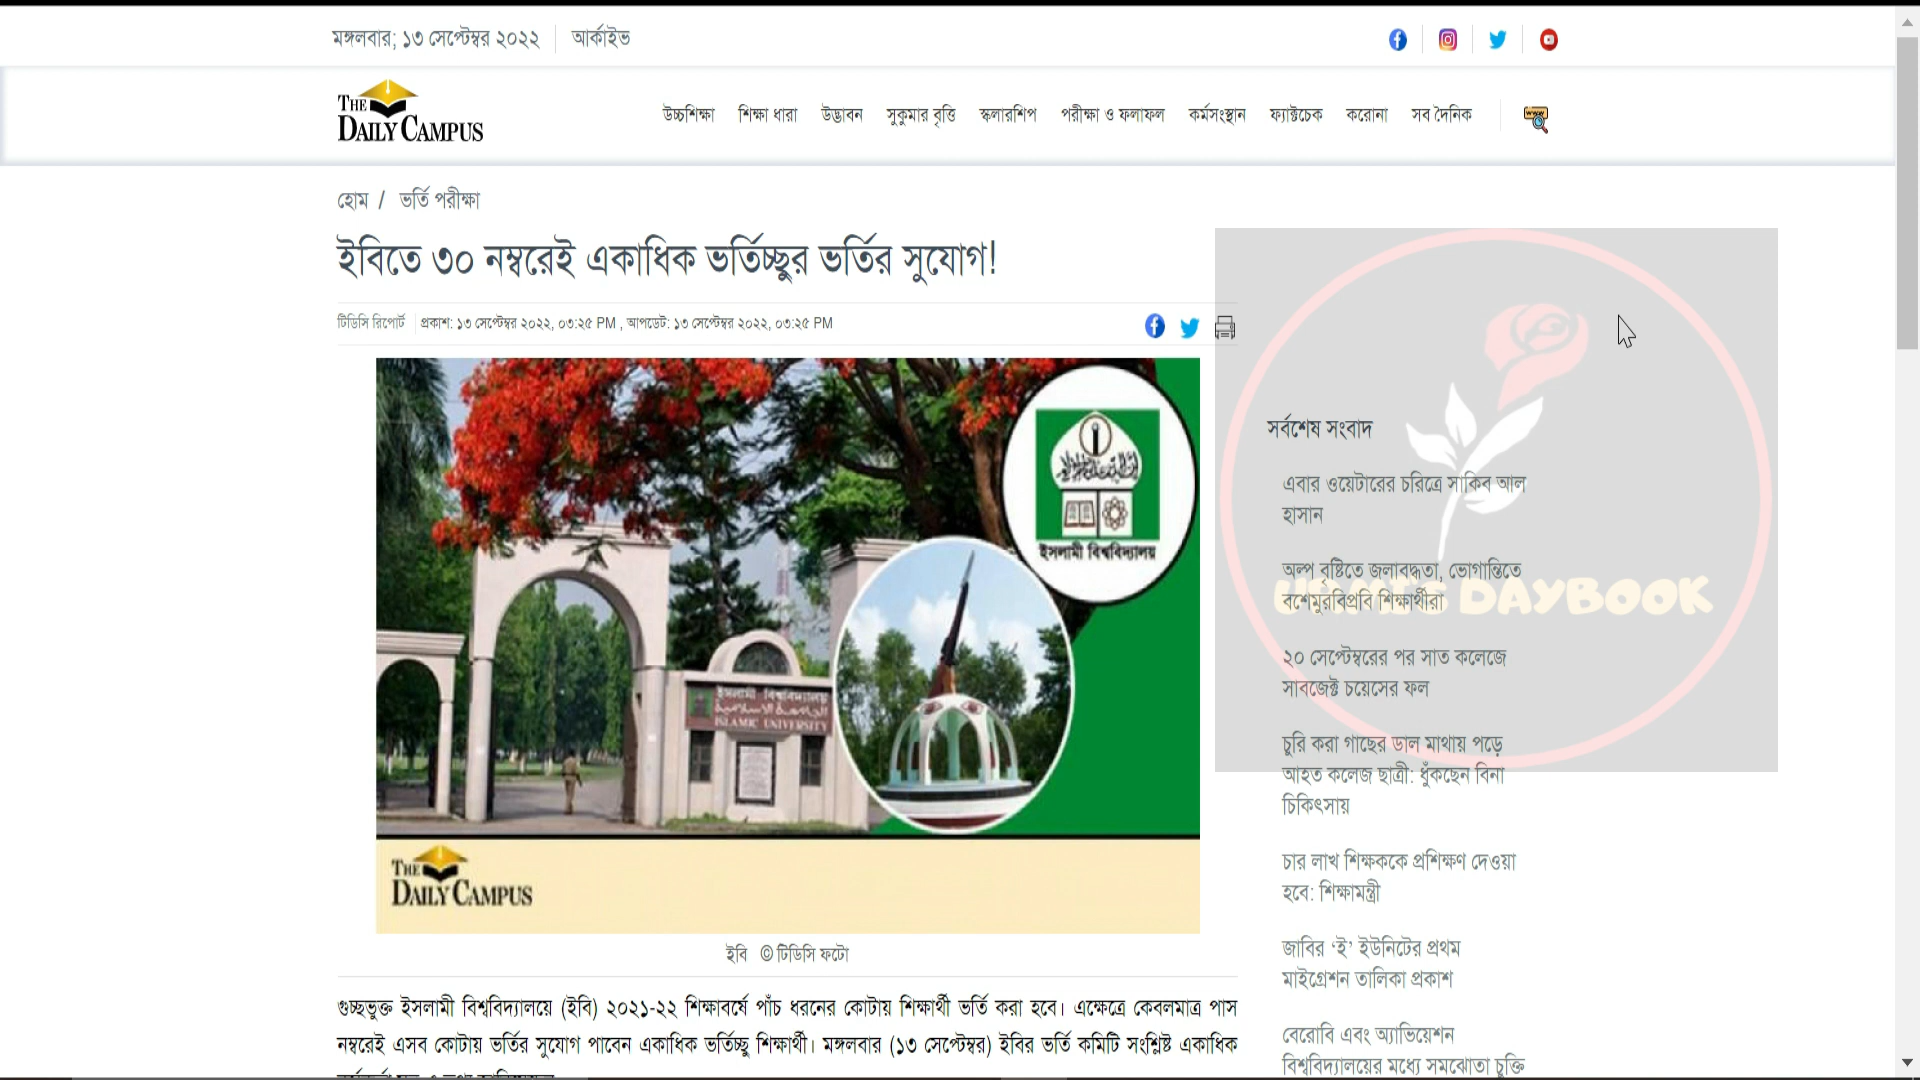 মঙ্গলবার; ১৩ সেপ্টেম্বর ২০২২ আর্কাইভ
THE DAILY CAMPUS
উচ্চশিক্ষা শিক্ষা ধারা উদ্ভাবন সুকুমার বৃত্তি স্কলারশিপ পরীক্ষা ও ফলাফল কর্মসংস্থান ফ্যাক্টচেক করোনা সব দৈনিক
হোম / ভর্তি পরীক্ষা
ইবিতে ৩০ নম্বরেই একাধিক ভর্তিচ্ছুর ভর্তির সুযোগ!
টিডিসি রিপোর্ট প্রকাশ: ১৩ সেপ্টেম্বর ২০২২, ০৩:২৫ PM , আপডেট: ১৩ সেপ্টেম্বর ২০২২, ০৩:২৫ PM
ইসলামী বিশ্ববিদ্যালয়
ইসলামী বিশ্ববিদ্যালয়
الجامعة الإسلامية
ISLAMIC UNIVERSITY
THE
DAILY CAMPUS
ইবি © টিডিসি ফটো
গুচ্ছভুক্ত ইসলামী বিশ্ববিদ্যালয়ে (ইবি) ২০২১-২২ শিক্ষাবর্ষে পাঁচ ধরনের কোটায় শিক্ষার্থী ভর্তি করা হবে। এক্ষেত্রে কেবলমাত্র পাস
নম্বরেই এসব কোটায় ভর্তির সুযোগ পাবেন একাধিক ভর্তিচ্ছু শিক্ষার্থী। মঙ্গলবার (১৩ সেপ্টেম্বর) ইবির ভর্তি কমিটি সংশ্লিষ্ট একাধিক
সর্বশেষ সংবাদ
এবার ওয়েটারের চরিত্রে সাকিব আল
হাসান
অল্প বৃষ্টিতে জলাবদ্ধতা, ভোগান্তিতে
বশেমুরবিপ্রবি শিক্ষার্থীরা
DAYBOOK
২০ সেপ্টেম্বরের পর সাত কলেজে
সাবজেক্ট চয়েসের ফল
চুরি করা গাছের ডাল মাথায় পড়ে
আহত কলেজ ছাত্রী: ধুঁকছেন বিনা
চিকিৎসায়
চার লাখ শিক্ষককে প্রশিক্ষণ দেওয়া
হবে: শিক্ষামন্ত্রী
জাবির ‘ই’ ইউনিটের প্রথম
মাইগ্রেশন তালিকা প্রকাশ
বেরোবি এবং অ্যাভিয়েশন
বিশ্ববিদ্যালয়ের মধ্যে সমঝোতা চুক্তি